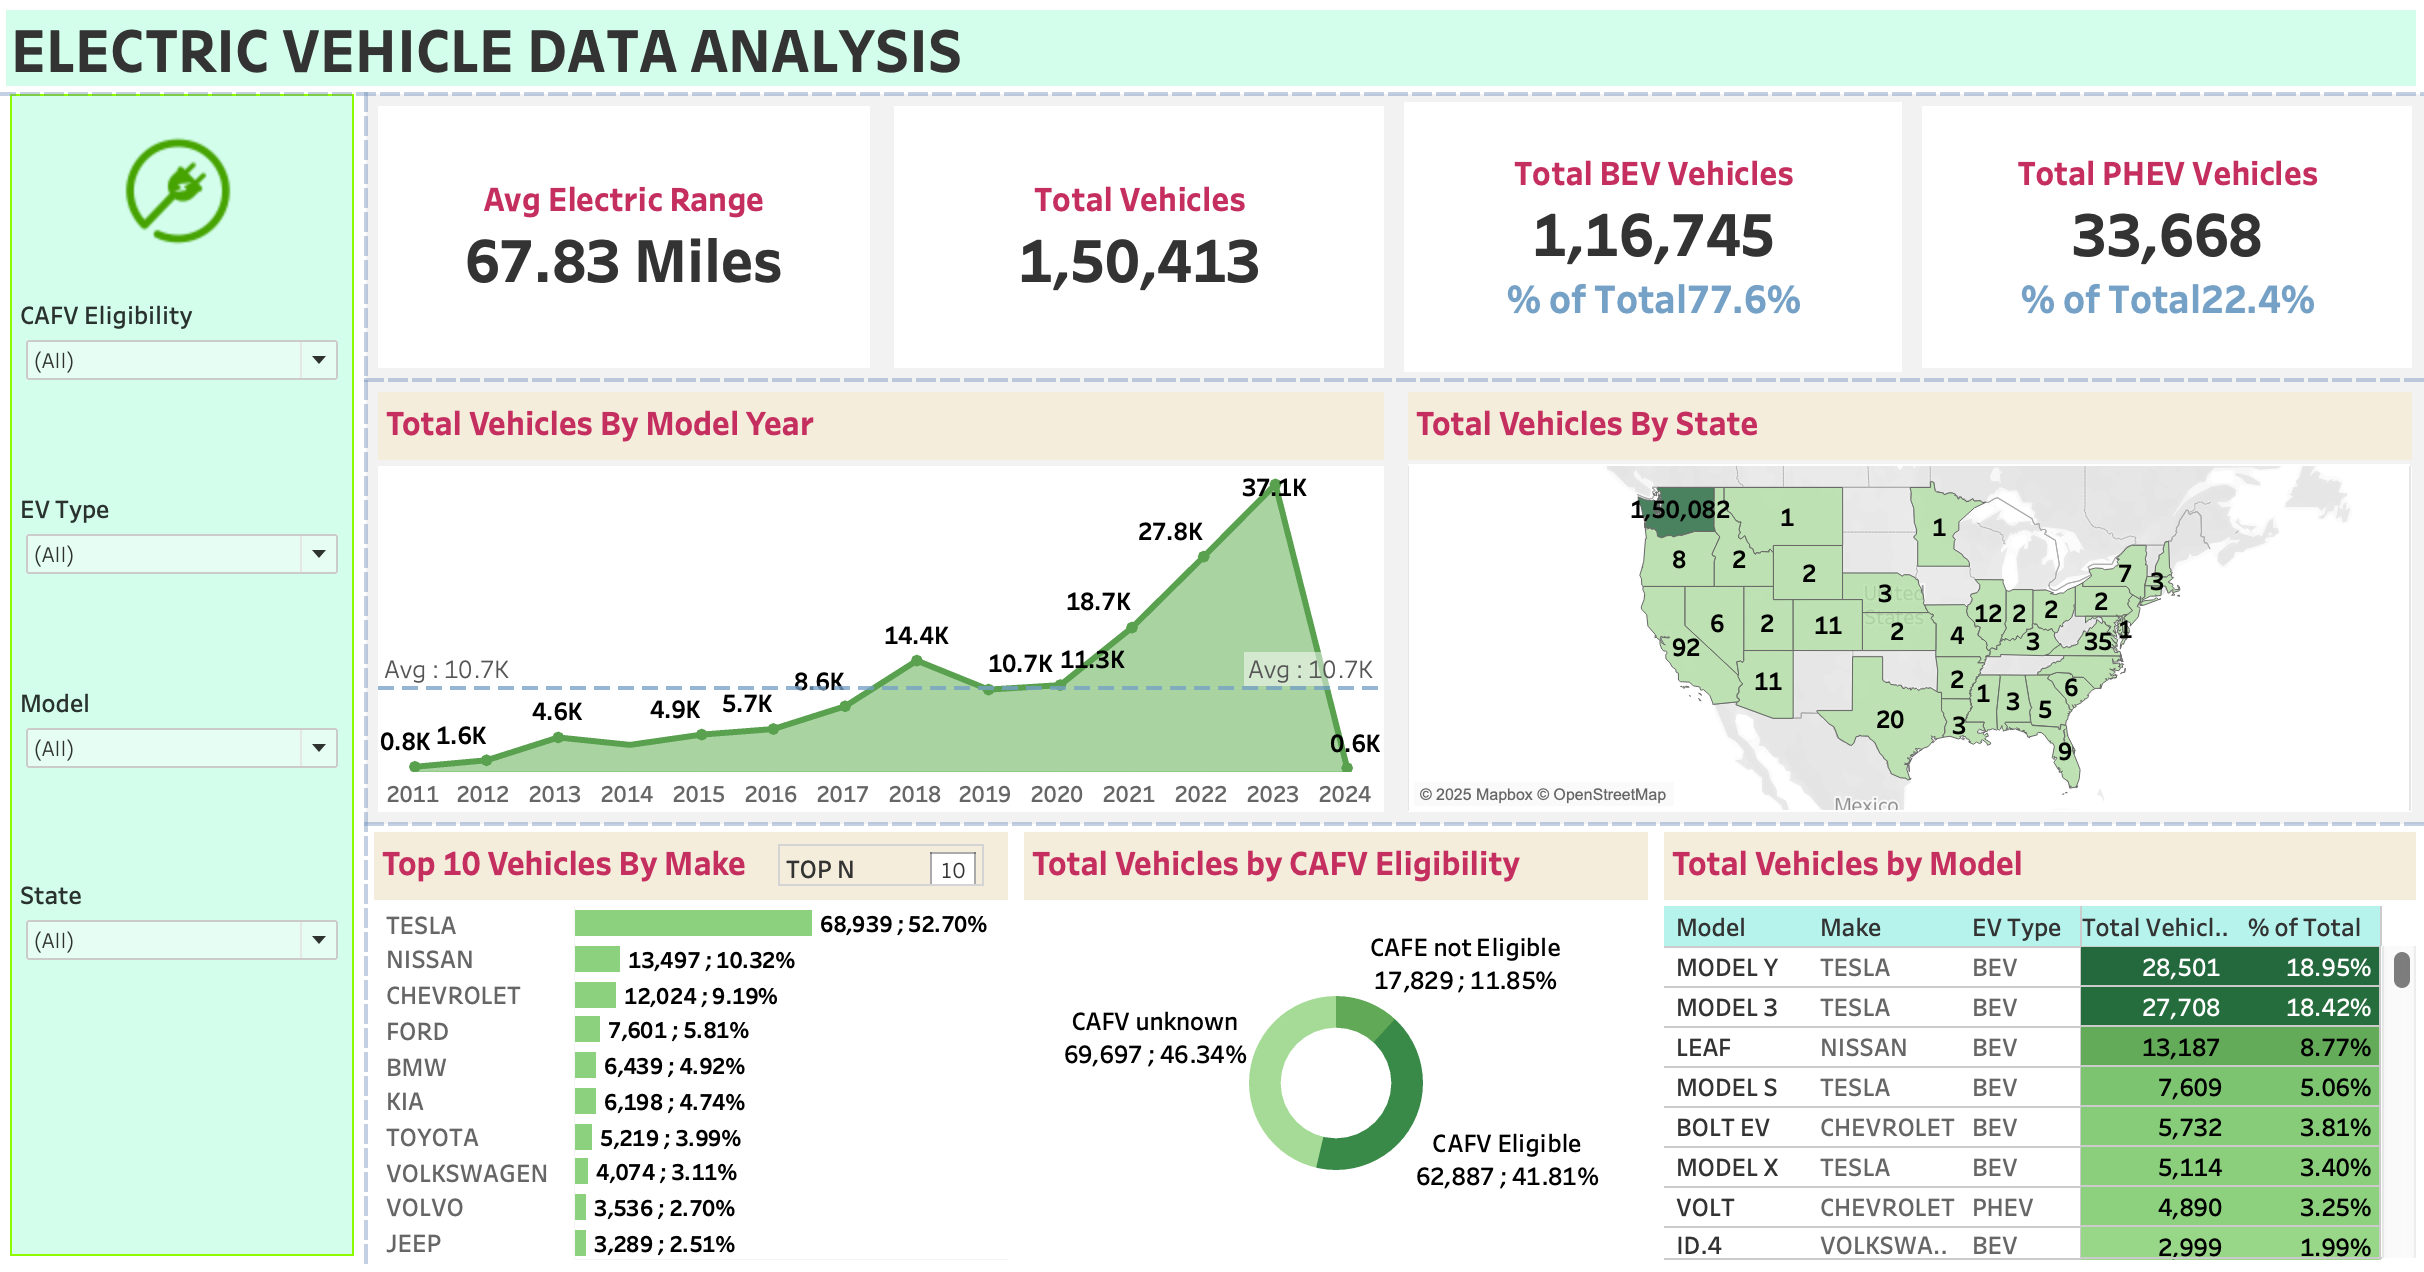 ELECTRIC VEHICLE DATA ANALYSIS
CAFV Eligibility
(All)
EV Type
(All)
Model
(All)
State
(All)
Avg Electric Range
67.83 Miles
Total Vehicles
1,50,413
Total BEV Vehicles
1,16,745
% of Total77.6%
Total PHEV Vehicles
33,668
% of Total22.4%
Total Vehicles By Model Year
37.1K
27.8K
18.7K
14.4K
10.7K 11.3K
Avg : 10.7K
Avg : 10.7K
8.6K
4.6K
4.9K
5.7K
0.8K 1.6K
0.6K
2011 2012 2013 2014 2015 2016 2017 2018 2019 2020 2021 2022 2023 2024
Total Vehicles By State
1,50,082
1
1
8
2
2
7
3
3
United
States
12
2
2
2
6
2
11
2
4
3
35
1
92
11
2
1
3
5
6
20
3
9
© 2025 Mapbox © OpenStreetMap
Mexico
Top 10 Vehicles By Make
TOP N
10
TESLA 68,939 ; 52.70%
NISSAN 13,497 ; 10.32%
CHEVROLET 12,024 ; 9.19%
FORD 7,601 ; 5.81%
BMW 6,439 ; 4.92%
KIA 6,198 ; 4.74%
TOYOTA 5,219 ; 3.99%
VOLKSWAGEN 4,074 ; 3.11%
VOLVO 3,536 ; 2.70%
JEEP 3,289 ; 2.51%
Total Vehicles by CAFV Eligibility
CAFE not Eligible
17,829 ; 11.85%
CAFV unknown
69,697 ; 46.34%
CAFV Eligible
62,887 ; 41.81%
Total Vehicles by Model
Model Make EV Type Total Vehicl.. % of Total
MODEL Y TESLA BEV 28,501 18.95%
MODEL 3 TESLA BEV 27,708 18.42%
LEAF NISSAN BEV 13,187 8.77%
MODEL S TESLA BEV 7,609 5.06%
BOLT EV CHEVROLET BEV 5,732 3.81%
MODEL X TESLA BEV 5,114 3.40%
VOLT CHEVROLET PHEV 4,890 3.25%
ID.4 VOLKSWA.. BEV 2,999 1.99%